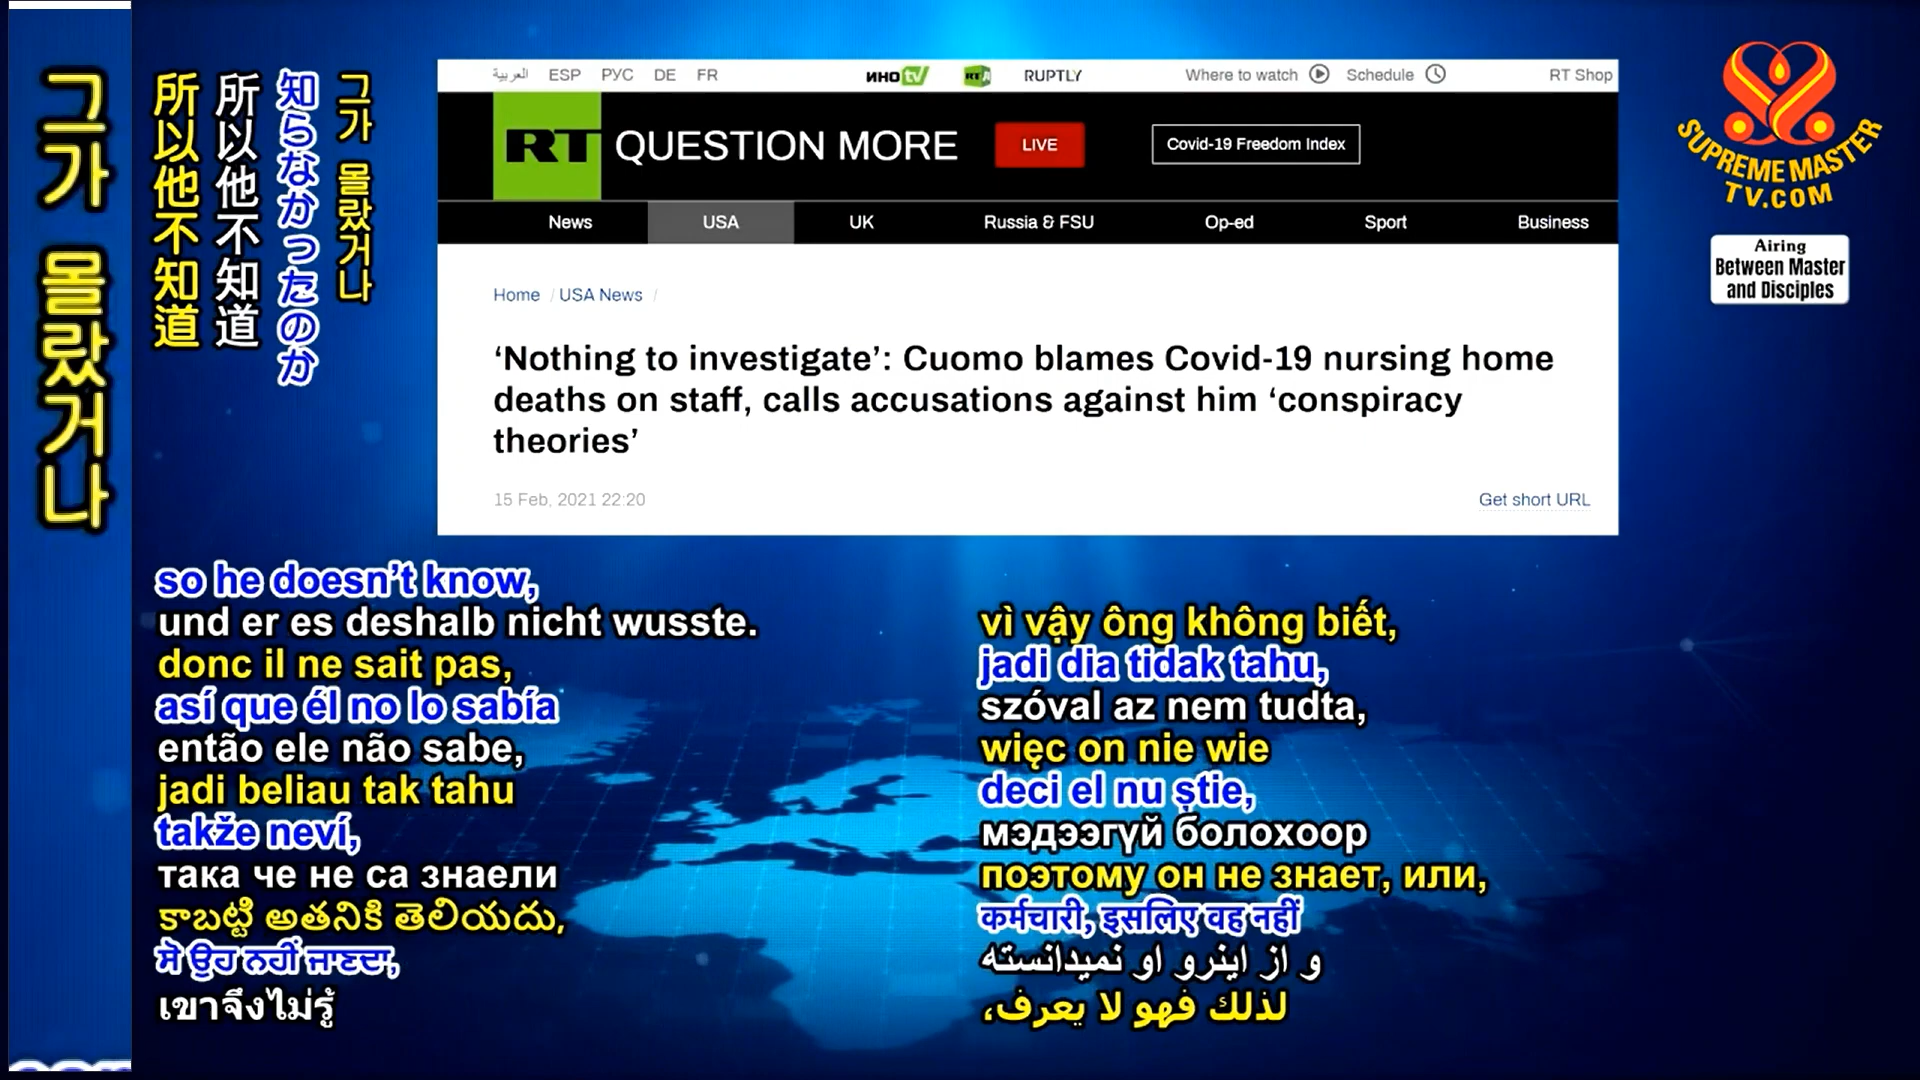 그가 몰랐거나
所以他不知道
所以他不知道
知らなかったのか
그가 몰랐거나
العربية ESP РУС DE FR ИНО tv RTД RUPTLY Where to watch Schedule RT Shop
RT QUESTION MORE LIVE Covid-19 Freedom Index
News USA UK Russia & FSU Op-ed Sport Business
Home / USA News /
‘Nothing to investigate’: Cuomo blames Covid-19 nursing home
deaths on staff, calls accusations against him ‘conspiracy
theories’
15 Feb, 2021 22:20 Get short URL
SUPREME MASTER
TV.COM
Airing
Between Master
and Disciples
so he doesn’t know,
und er es deshalb nicht wusste.
donc il ne sait pas,
así que él no lo sabía
então ele não sabe,
jadi beliau tak tahu
takže neví,
така че не са знаели
కాబట్టి అతనికి తెలియదు,
ਸੋ ਉਹ ਨਹੀਂ ਜਾਣਦਾ,
เขาจึงไม่รู้
vì vậy ông không biết,
jadi dia tidak tahu,
szóval az nem tudta,
więc on nie wie
deci el nu știe,
мэдээгүй болохоор
поэтому он не знает, или,
कर्मचारी, इसलिए वह नहीं
و از اینرو او نمیدانسته
لذلك فهو لا يعرف،